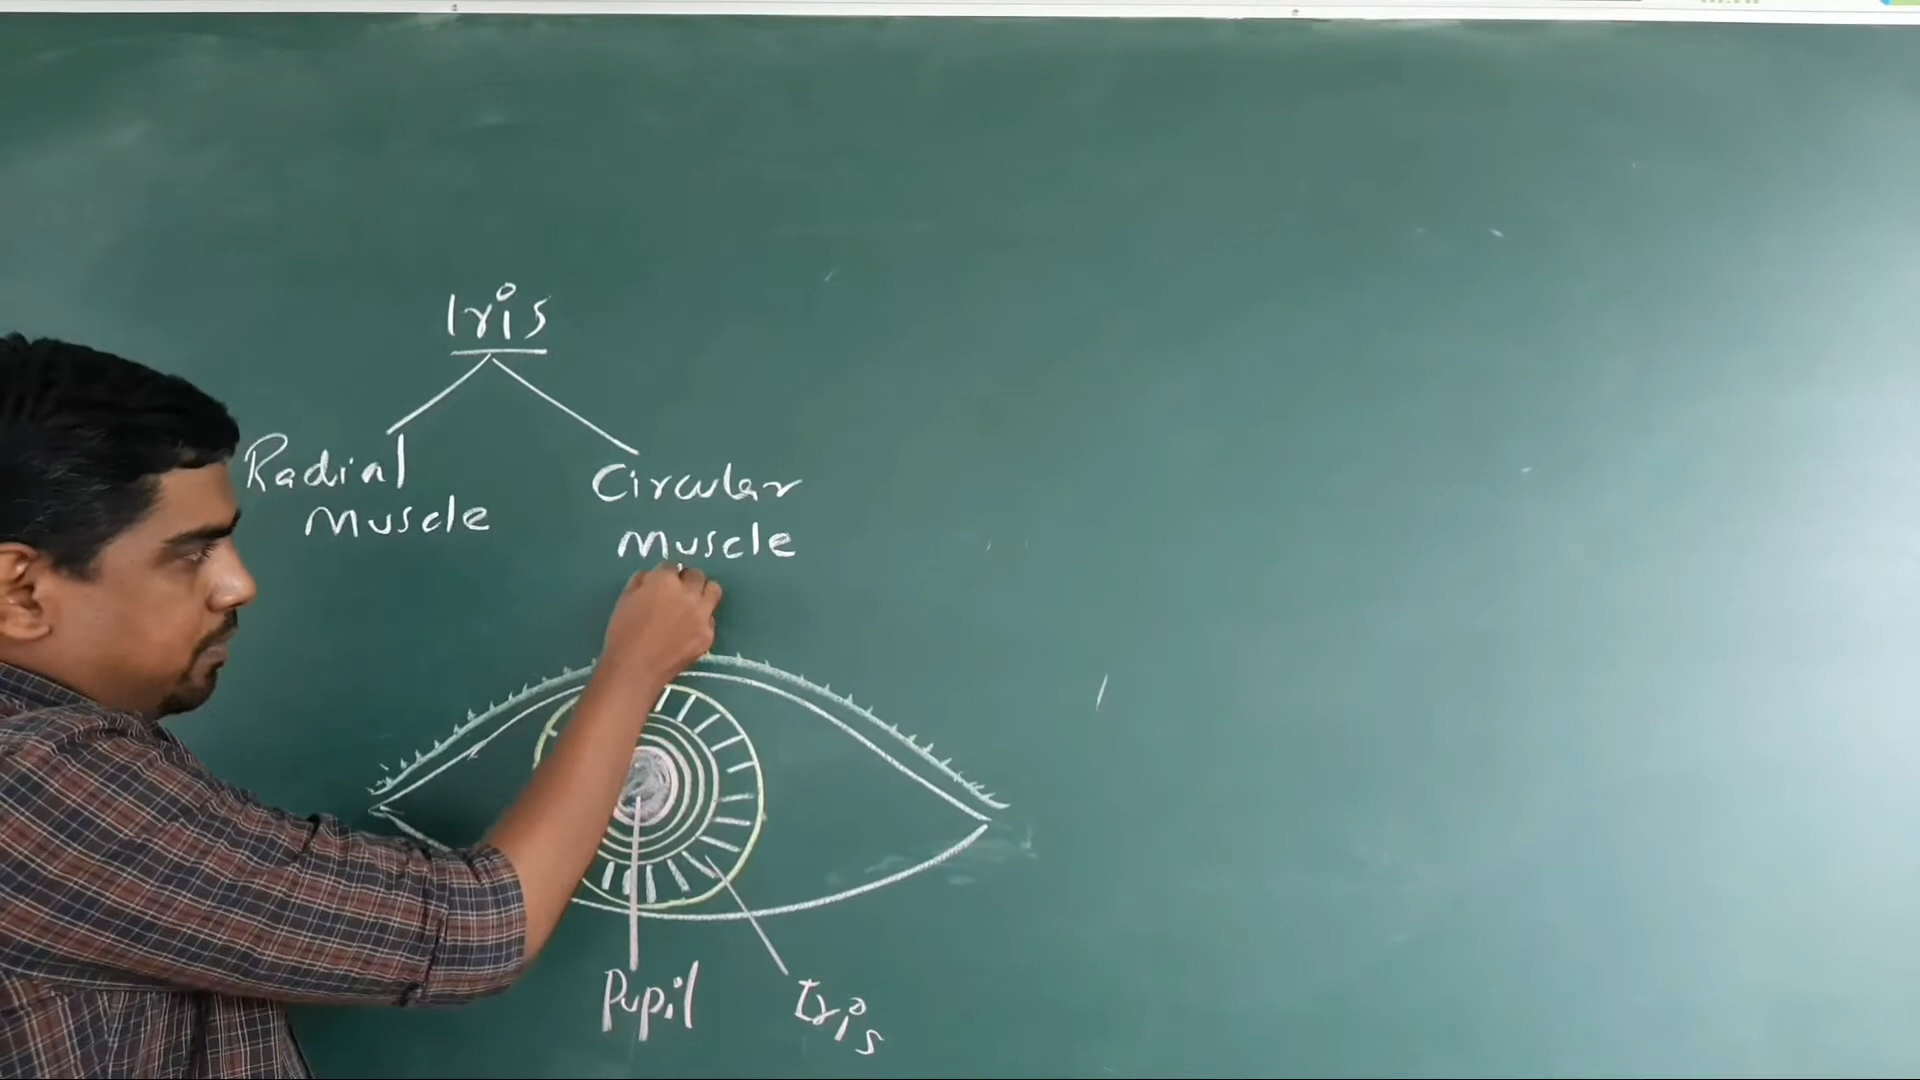 Iris
Radial
Muscle
Circular
Muscle
Pupil
Iris